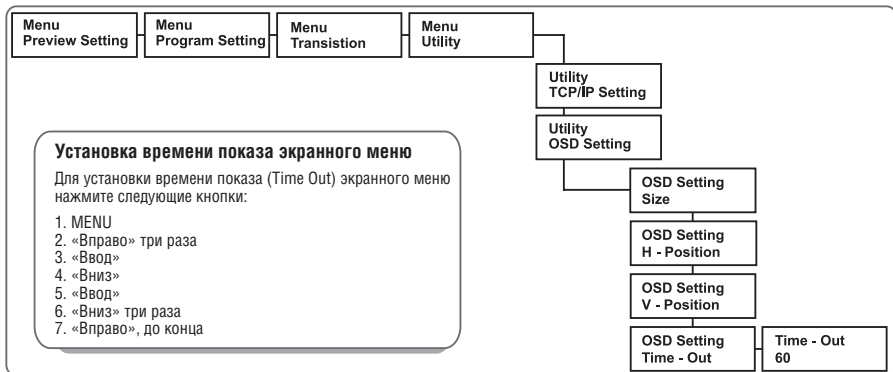 Menu
Preview Setting
Menu
Program Setting
Menu
Transistion
Menu
Utility
Utility
TCP/IP Setting
Utility
OSD Setting
Установка времени показа экранного меню
Для установки времени показа (Time Out) экранного меню
нажмите следующие кнопки:
1. MENU
2. «Вправо» три раза
3. «Ввод»
4. «Вниз»
5. «Ввод»
6. «Вниз» три раза
7. «Вправо», до конца
OSD Setting
Size
OSD Setting
H - Position
OSD Setting
V - Position
OSD Setting
Time - Out
Time - Out
60